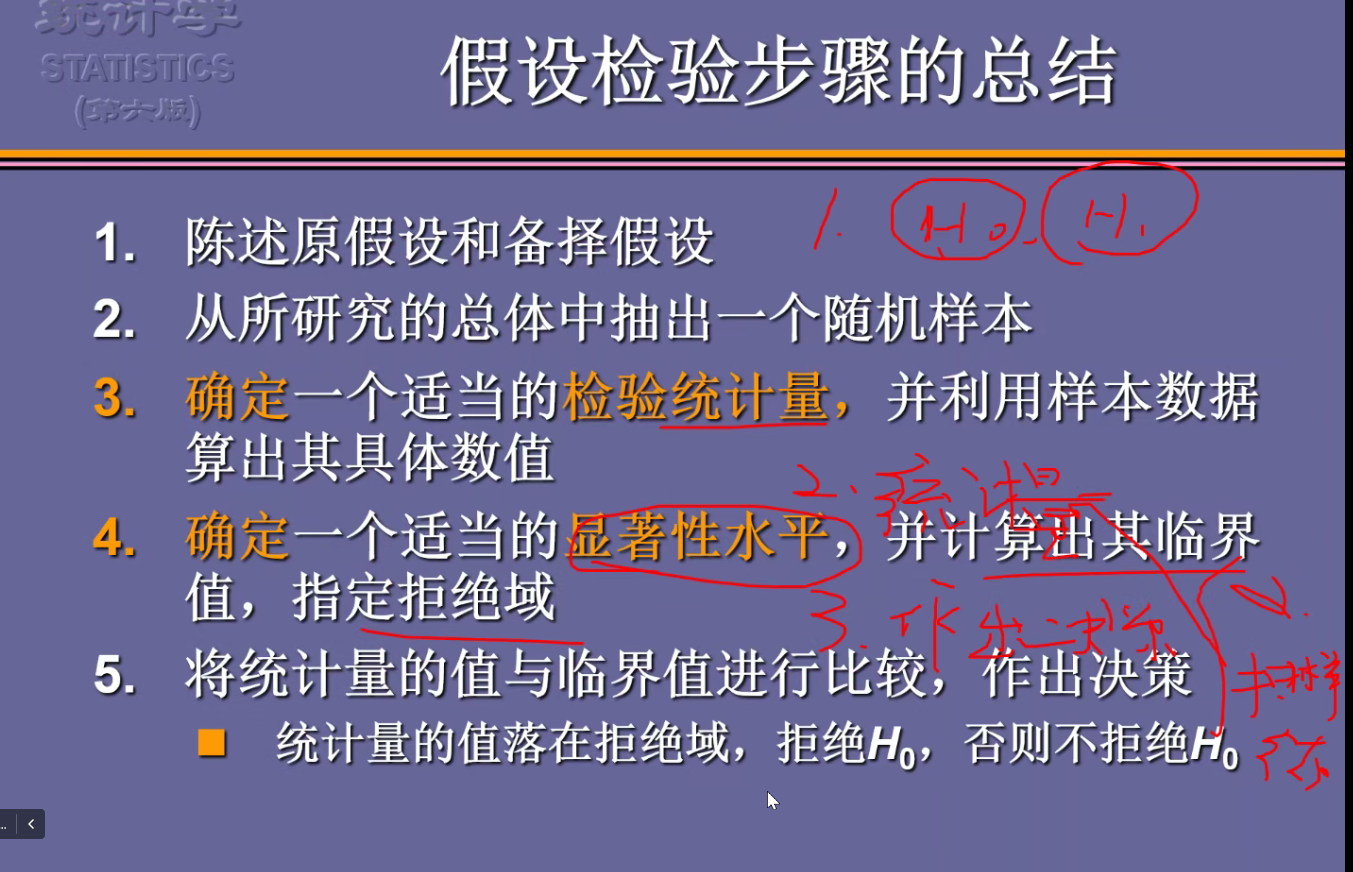 统计学
STATISTICS
(第六版)
假设检验步骤的总结
1. 陈述原假设和备择假设
1. H0、H1
2. 从所研究的总体中抽出一个随机样本
3. 确定一个适当的检验统计量，并利用样本数据
算出其具体数值
2. 统计量
4. 确定一个适当的显著性水平，并计算出其临界
值，指定拒绝域
3. 作出决策
5. 将统计量的值与临界值进行比较，作出决策
统计量的值落在拒绝域，拒绝H0，否则不拒绝H0